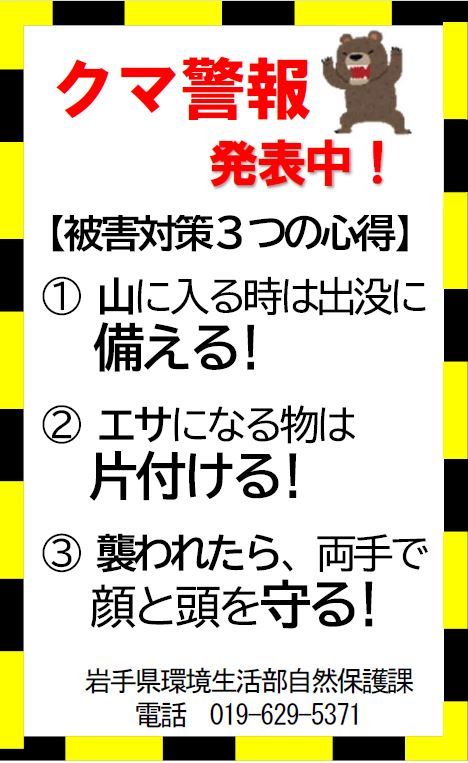 クマ警報
発表中！
【被害対策３つの心得】
① 山に入る時は出没に
備える！
② エサになる物は
片付ける！
③ 襲われたら、両手で
顔と頭を守る！
岩手県環境生活部自然保護課
電話　019-629-5371